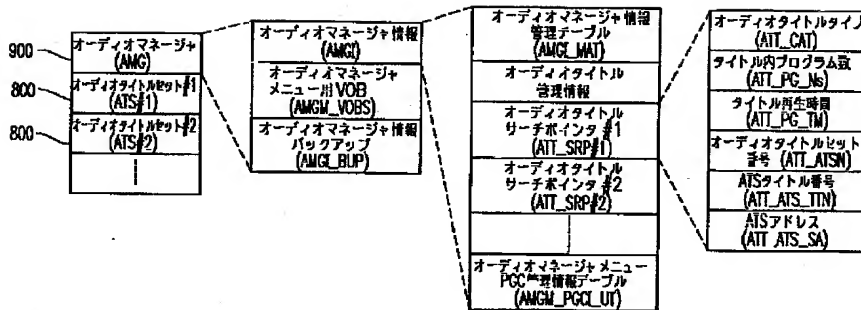 900
オーディオマネージャ
(AMG)
800
オーディオタイトルセット#1
(ATS#1)
800
オーディオタイトルセット#2
(ATS#2)
オーディオマネージャ情報
(AMGI)
オーディオマネージャ
メニュー用VOB
(AMGM_VOBS)
オーディオマネージャ情報
バックアップ
(AMGI_BUP)
オーディオマネージャ情報
管理テーブル
(AMGI_MAT)
オーディオタイトル
管理情報
オーディオタイトル
サーチポインタ#1
(ATT_SRP#1)
オーディオタイトル
サーチポインタ#2
(ATT_SRP#2)
オーディオマネージャメニュー
PGC管理情報テーブル
(AMGM_PGCI_UT)
オーディオタイトルタイプ
(ATT_CAT)
タイトル内プログラム数
(ATT_PG_Ns)
タイトル再生時間
(ATT_PG_TM)
オーディオタイトルセット
番号 (ATT_ATSN)
ATSタイトル番号
(ATT_ATS_TTN)
ATSアドレス
(ATT_ATS_SA)